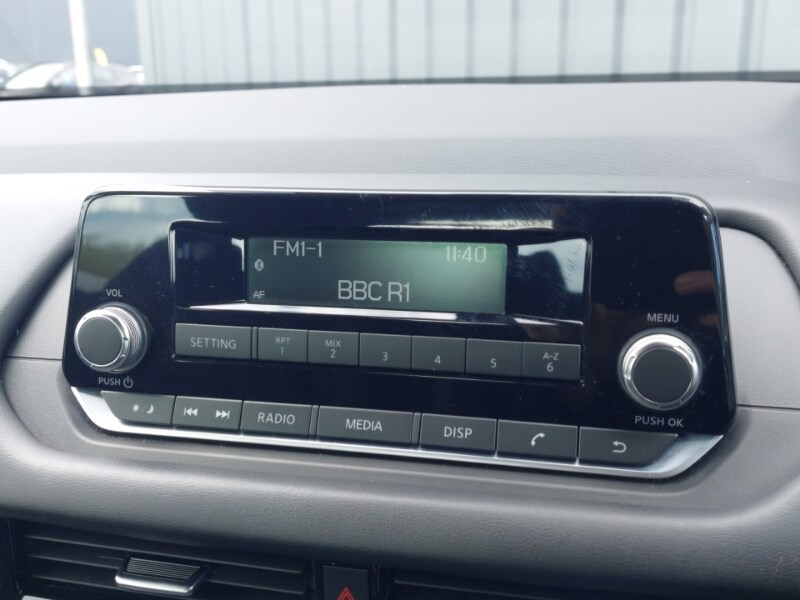 FM1-1 11:40
AF BBC R1
VOL
MENU
SETTING RPT 1 MIX 2 3 4 5 A-Z 6
PUSH
PUSH OK
RADIO MEDIA DISP